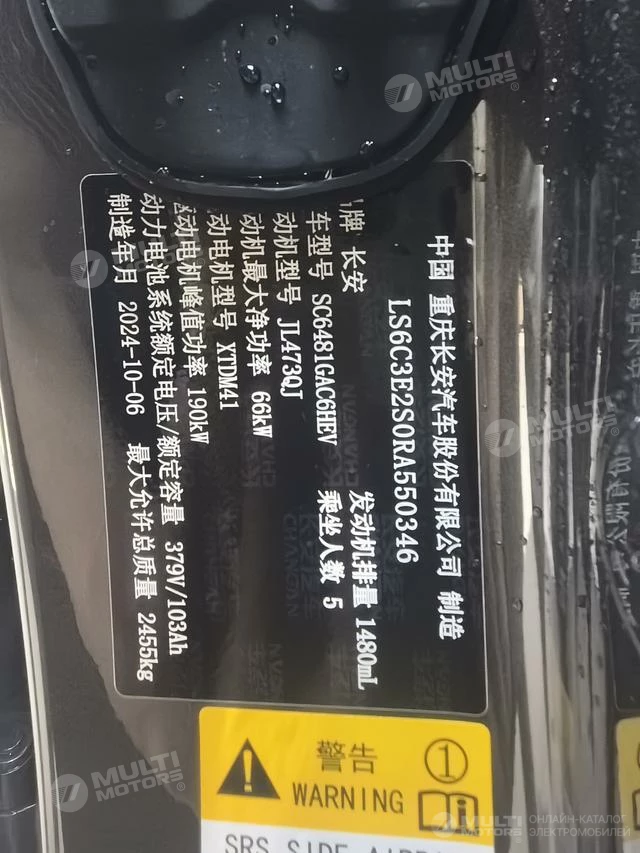 中国 重庆长安汽车股份有限公司 制造
LS6C3E2S0RA550346
牌 长安
车型号 SC6481GAC6HEV 乘坐人数 5
动机型号 JL473QJ 发动机排量 1480mL
动机最大净功率 66kW
动电机型号 XTDM41
动电机峰值功率 190kW
动力电池系统额定电压/额定容量 379V/103Ah
制造年月 2024-10-06 最大允许总质量 2455kg
警告 ①
WARNING
SRS SIDE
MULTI
MOTORS®
MULTI
MOTORS®
MULTI
MOTORS
ОНЛАЙН-КАТАЛОГ
ЭЛЕКТРОМОБИЛЕЙ